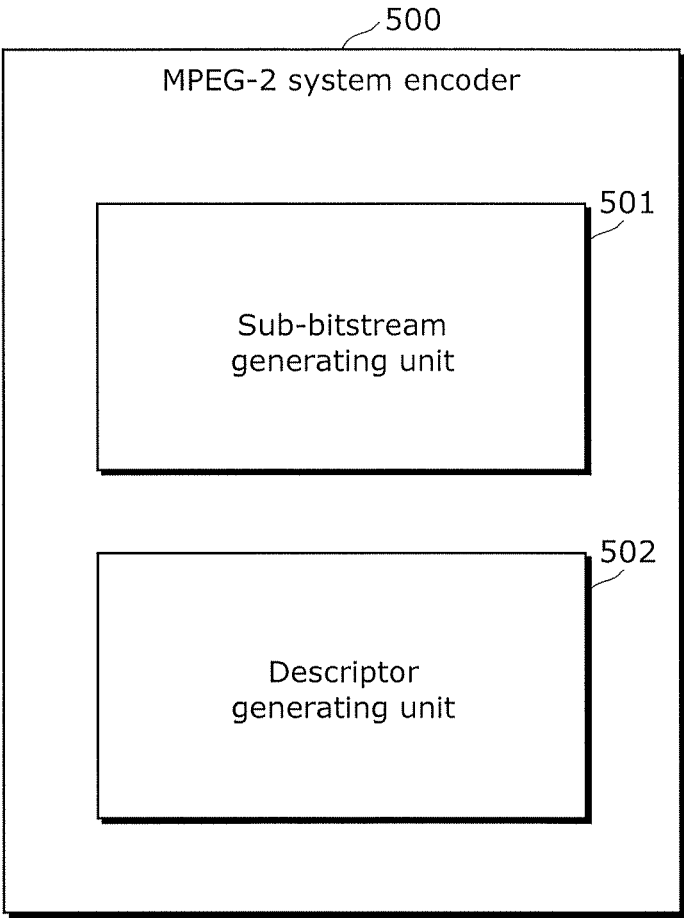 500
MPEG-2 system encoder
501
Sub-bitstream
generating unit
502
Descriptor
generating unit